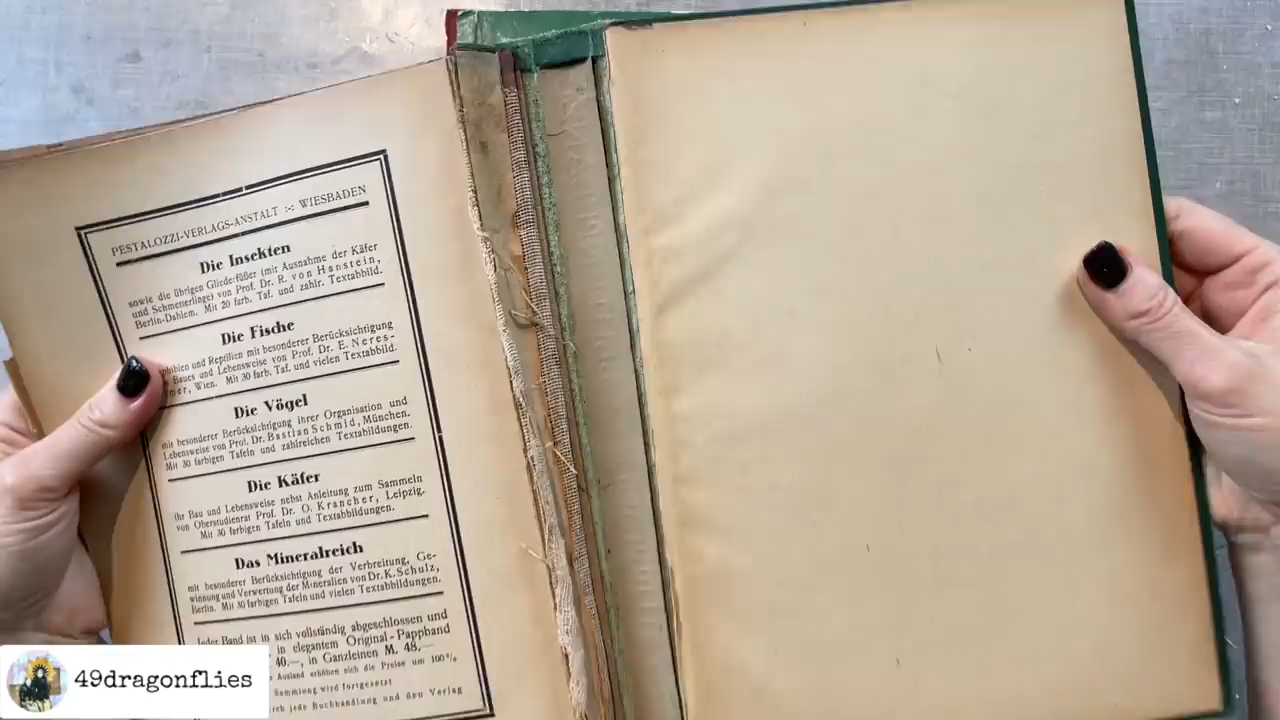 PESTALOZZI-VERLAGS-ANSTALT :-: WIESBADEN
Die Insekten
sowie die übrigen Gliederfüßer (mit Ausnahme der Käfer
und Schmetterlinge) von Prof. Dr. R. von Hanstein,
Berlin-Dahlem. Mit 20 farb. Taf. und zahlr. Textabbild.
Die Fische
und Reptilien mit besonderer Berücksichtigung
Baues und Lebensweise von Prof. Dr. E. Neres-
Wien. Mit 30 farb. Taf. und vielen Textabbild.
Die Vögel
mit besonderer Berücksichtigung ihrer Organisation und
Lebensweise von Prof. Dr. Bastian Schmid, München.
Mit 30 farbigen Tafeln und zahlreichen Textabbildungen.
Die Käfer
ihr Bau und Lebensweise nebst Anleitung zum Sammeln
von Oberstudienrat Prof. Dr. O. Krancher, Leipzig.
Mit 30 farbigen Tafeln und Textabbildungen.
Das Mineralreich
mit besonderer Berücksichtigung der Verbreitung, Ge-
winnung und Verwertung der Mineralien von Dr. K. Schulz,
Berlin. Mit 30 farbigen Tafeln und vielen Textabbildungen.
Jeder Band ist in sich vollständig abgeschlossen und
in elegantem Original-Pappband
40.—, in Ganzleinen M. 48.—
Ausland erhöhen sich die Preise um 100%
Sammlung wird fortgesetzt
jede Buchhandlung und den Verlag
49dragonflies